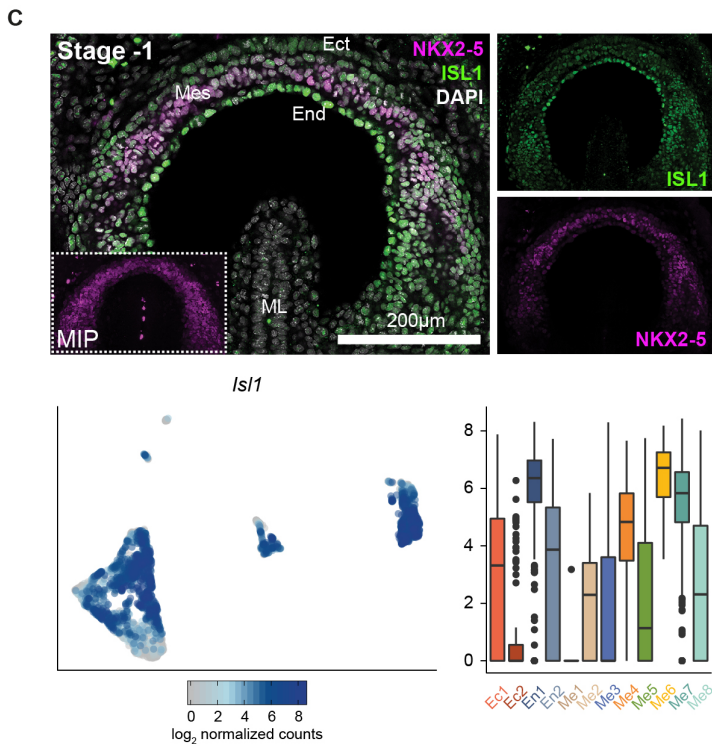 C
Stage -1
Ect
NKX2-5
ISL1
DAPI
Mes
End
ML
MIP
200µm
ISL1
NKX2-5
Isl1
0 2 4 6 8
log2 normalized counts
8
6
4
2
0
Ec1 Ec2 En1 En2 Me1 Me2 Me3 Me4 Me5 Me6 Me7 Me8